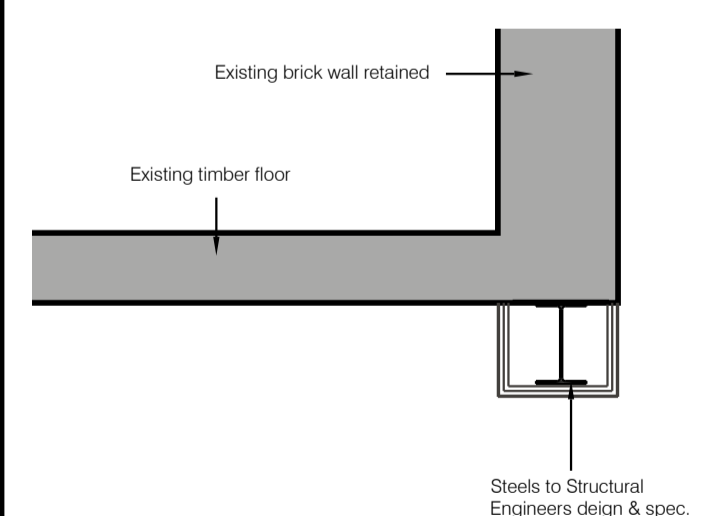 Existing brick wall retained
Existing timber floor
Steels to Structural
Engineers deign & spec.